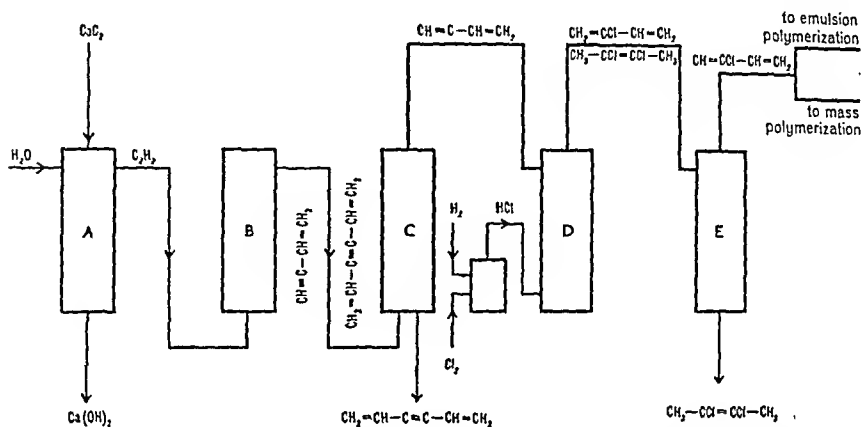 CaC₂
H₂O
C₂H₂
A
Ca(OH)₂
B
CH=C-CH=CH₂
CH₂=CH-C=C-CH=CH₂
CH=C-CH=CH₂
C
CH₂=CH-C=C-CH=CH₂
H₂
HCl
Cl₂
CH₂=CCl-CH=CH₂
CH₃-CCl=CCl-CH₃
D
CH=CCl-CH=CH₂
E
CH₃-CCl=CCl-CH₃
to emulsion
polymerization
to mass
polymerization